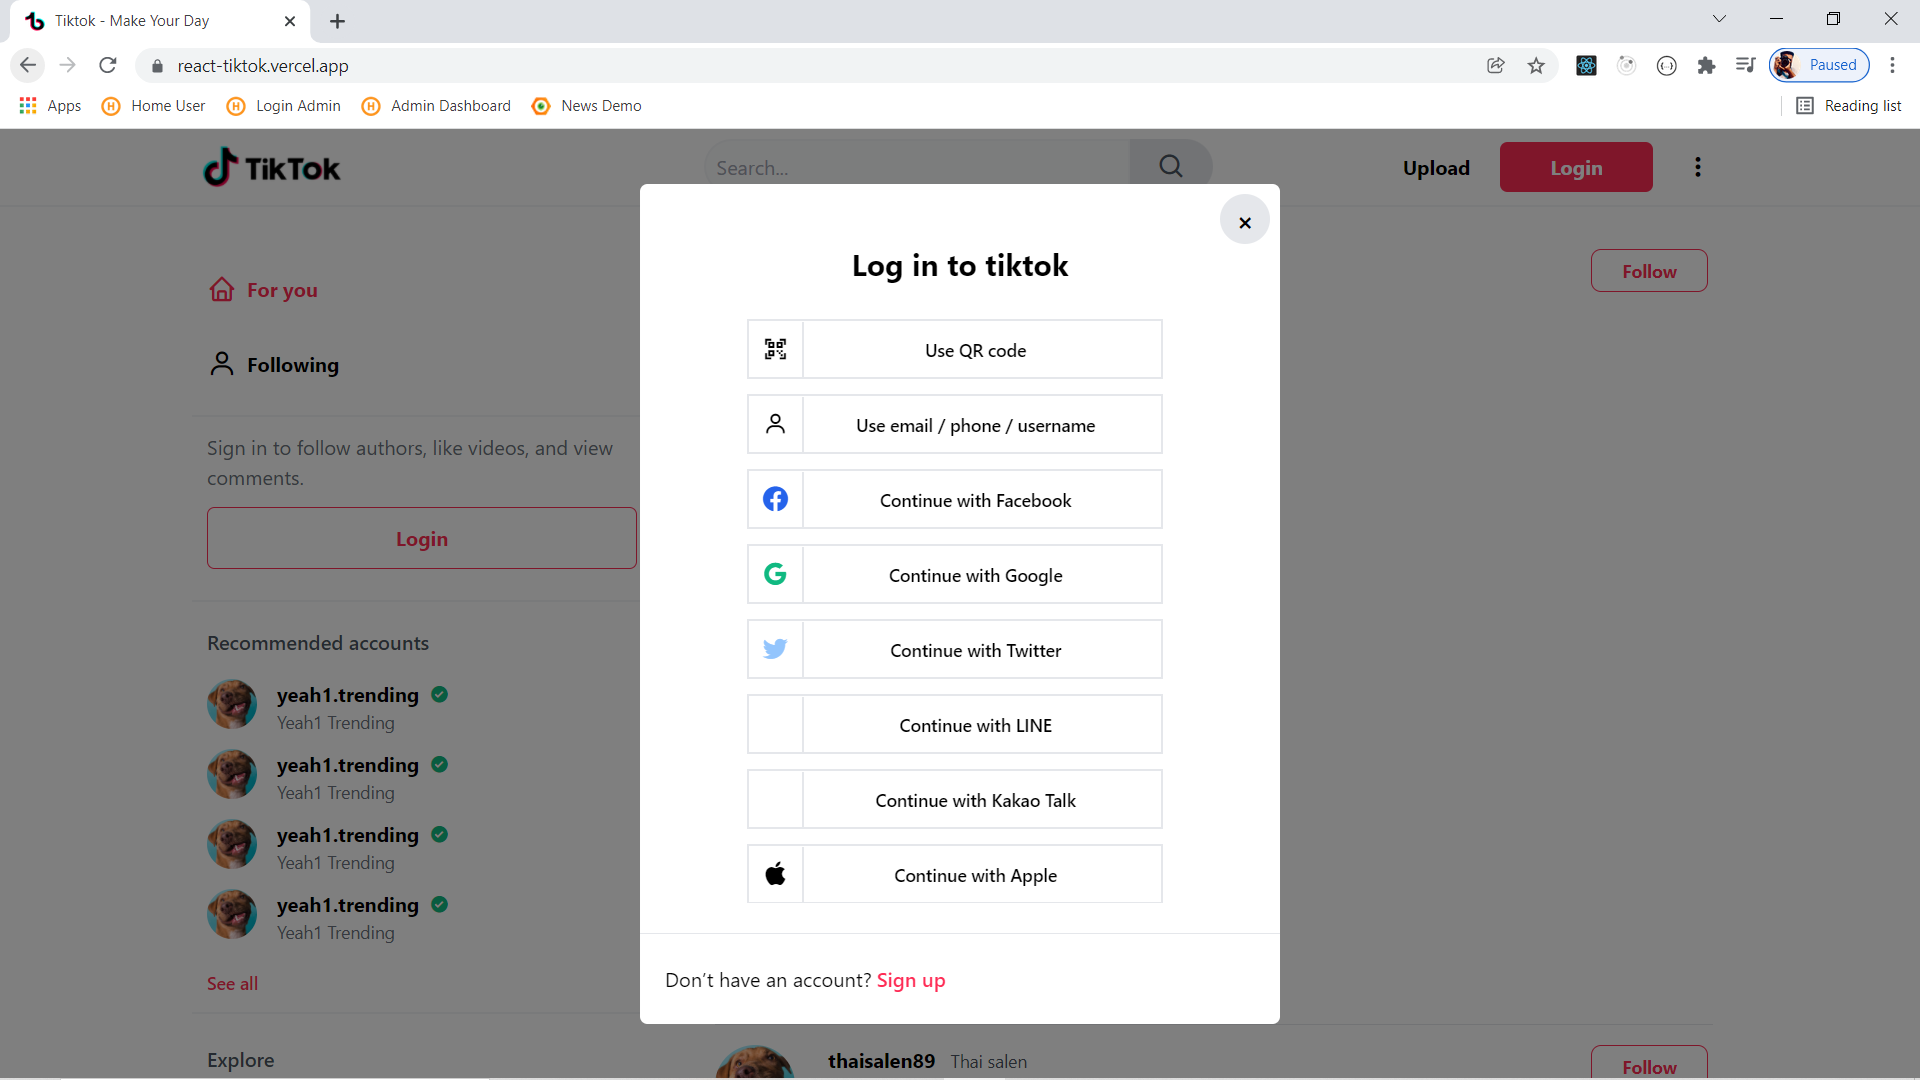 Tiktok - Make Your Day
react-tiktok.vercel.app
Paused
Apps
Home User
Login Admin
Admin Dashboard
News Demo
Reading list
TikTok
Search...
Upload
Login
Log in to tiktok
Use QR code
Use email / phone / username
Continue with Facebook
Continue with Google
Continue with Twitter
Continue with LINE
Continue with Kakao Talk
Continue with Apple
Don’t have an account? Sign up
For you
Following
Sign in to follow authors, like videos, and view
comments.
Login
Recommended accounts
yeah1.trending
Yeah1 Trending
yeah1.trending
Yeah1 Trending
yeah1.trending
Yeah1 Trending
yeah1.trending
Yeah1 Trending
See all
Explore
Follow
thaisalen89 Thai salen
Follow